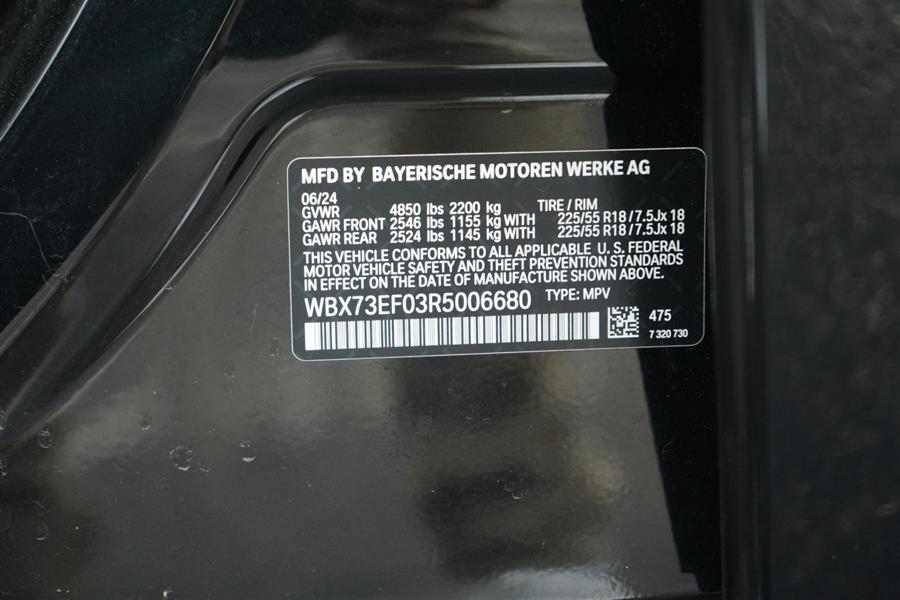 MFD BY BAYERISCHE MOTOREN WERKE AG
06/24
GVWR 4850 lbs 2200 kg TIRE / RIM
GAWR FRONT 2546 lbs 1155 kg WITH 225/55 R18 / 7.5Jx 18
GAWR REAR 2524 lbs 1145 kg WITH 225/55 R18 / 7.5Jx 18
THIS VEHICLE CONFORMS TO ALL APPLICABLE U. S. FEDERAL
MOTOR VEHICLE SAFETY AND THEFT PREVENTION STANDARDS
IN EFFECT ON THE DATE OF MANUFACTURE SHOWN ABOVE.
WBX73EF03R5006680 TYPE: MPV
475
7 320 730